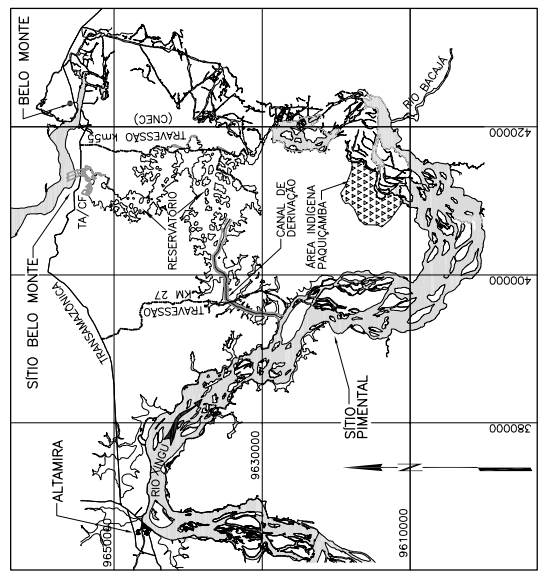 BELO MONTE
SÍTIO BELO MONTE
TRANSAMAZÔNICA
TA/CF
TRAVESSÃO km55
(CNEC)
RESERVATÓRIO
TRAVESSÃO
KM 27
CANAL DE
DERIVAÇÃO
ÁREA INDÍGENA
PAQUIÇAMBA
RIO BACAJÁ
ALTAMIRA
RIO XINGU
SÍTIO
PIMENTAL
N
9650000
9630000
9610000
420000
400000
380000